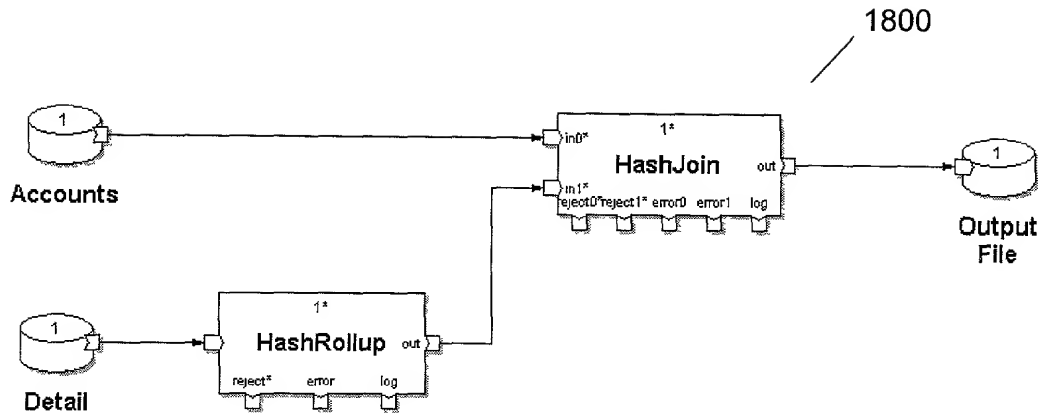 1800
1
Accounts
1*
in0*
HashJoin
out
in1*
reject0* reject1* error0 error1 log
1
Output
File
1
Detail
1*
HashRollup
out
reject* error log